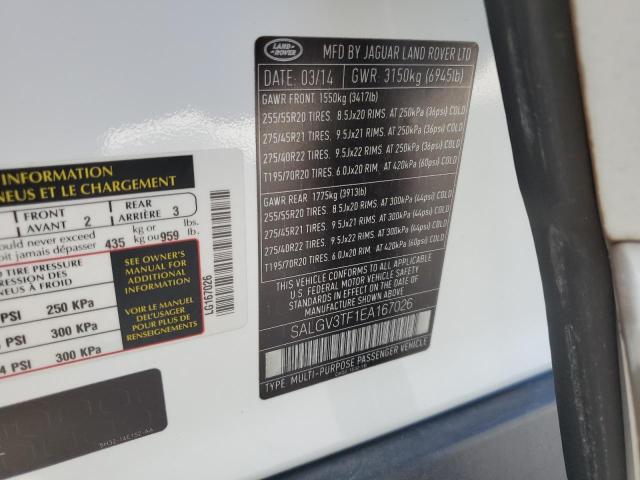 LAND ROVER
MFD BY JAGUAR LAND ROVER LTD
DATE: 03/14 GWR: 3150kg (6945lb)
GAWR FRONT 1550kg (3417lb)
255/55R20 TIRES. 8.5Jx20 RIMS. AT 250kPa (36psi) COLD
275/45R21 TIRES. 9.5Jx21 RIMS. AT 250kPa (36psi) COLD
275/40R22 TIRES. 9.5Jx22 RIMS. AT 250kPa (36psi) COLD
T195/70R20 TIRES. 6.0Jx20 RIM. AT 420kPa (60psi) COLD
GAWR REAR 1775kg (3913lb)
255/55R20 TIRES. 8.5Jx20 RIMS. AT 300kPa (44psi) COLD
275/45R21 TIRES. 9.5Jx21 RIMS. AT 300kPa (44psi) COLD
275/40R22 TIRES. 9.5Jx22 RIMS. AT 300kPa (44psi) COLD
T195/70R20 TIRES. 6.0Jx20 RIM. AT 420kPa (60psi) COLD
THIS VEHICLE CONFORMS TO ALL APPLICABLE
U.S. FEDERAL MOTOR VEHICLE SAFETY
STANDARDS IN EFFECT ON THE DATE OF
MANUFACTURE SHOWN ABOVE
SALGV3TF1EA167026
TYPE: MULTI-PURPOSE PASSENGER VEHICLE
INFORMATION
NEUS ET LE CHARGEMENT
FRONT AVANT 2
REAR ARRIÈRE 3
ould never exceed
oit jamais dépasser 435 kg or kg ou 959 lbs. lb.
TIRE PRESSURE
PRESSION DES
NEUS À FROID
SEE OWNER'S
MANUAL FOR
ADDITIONAL
INFORMATION
VOIR LE MANUEL
DE L'USAGER
POUR PLUS DE
RENSEIGNEMENTS
PSI 250 KPA
PSI 300 KPA
4 PSI 300 KPA
LG167026